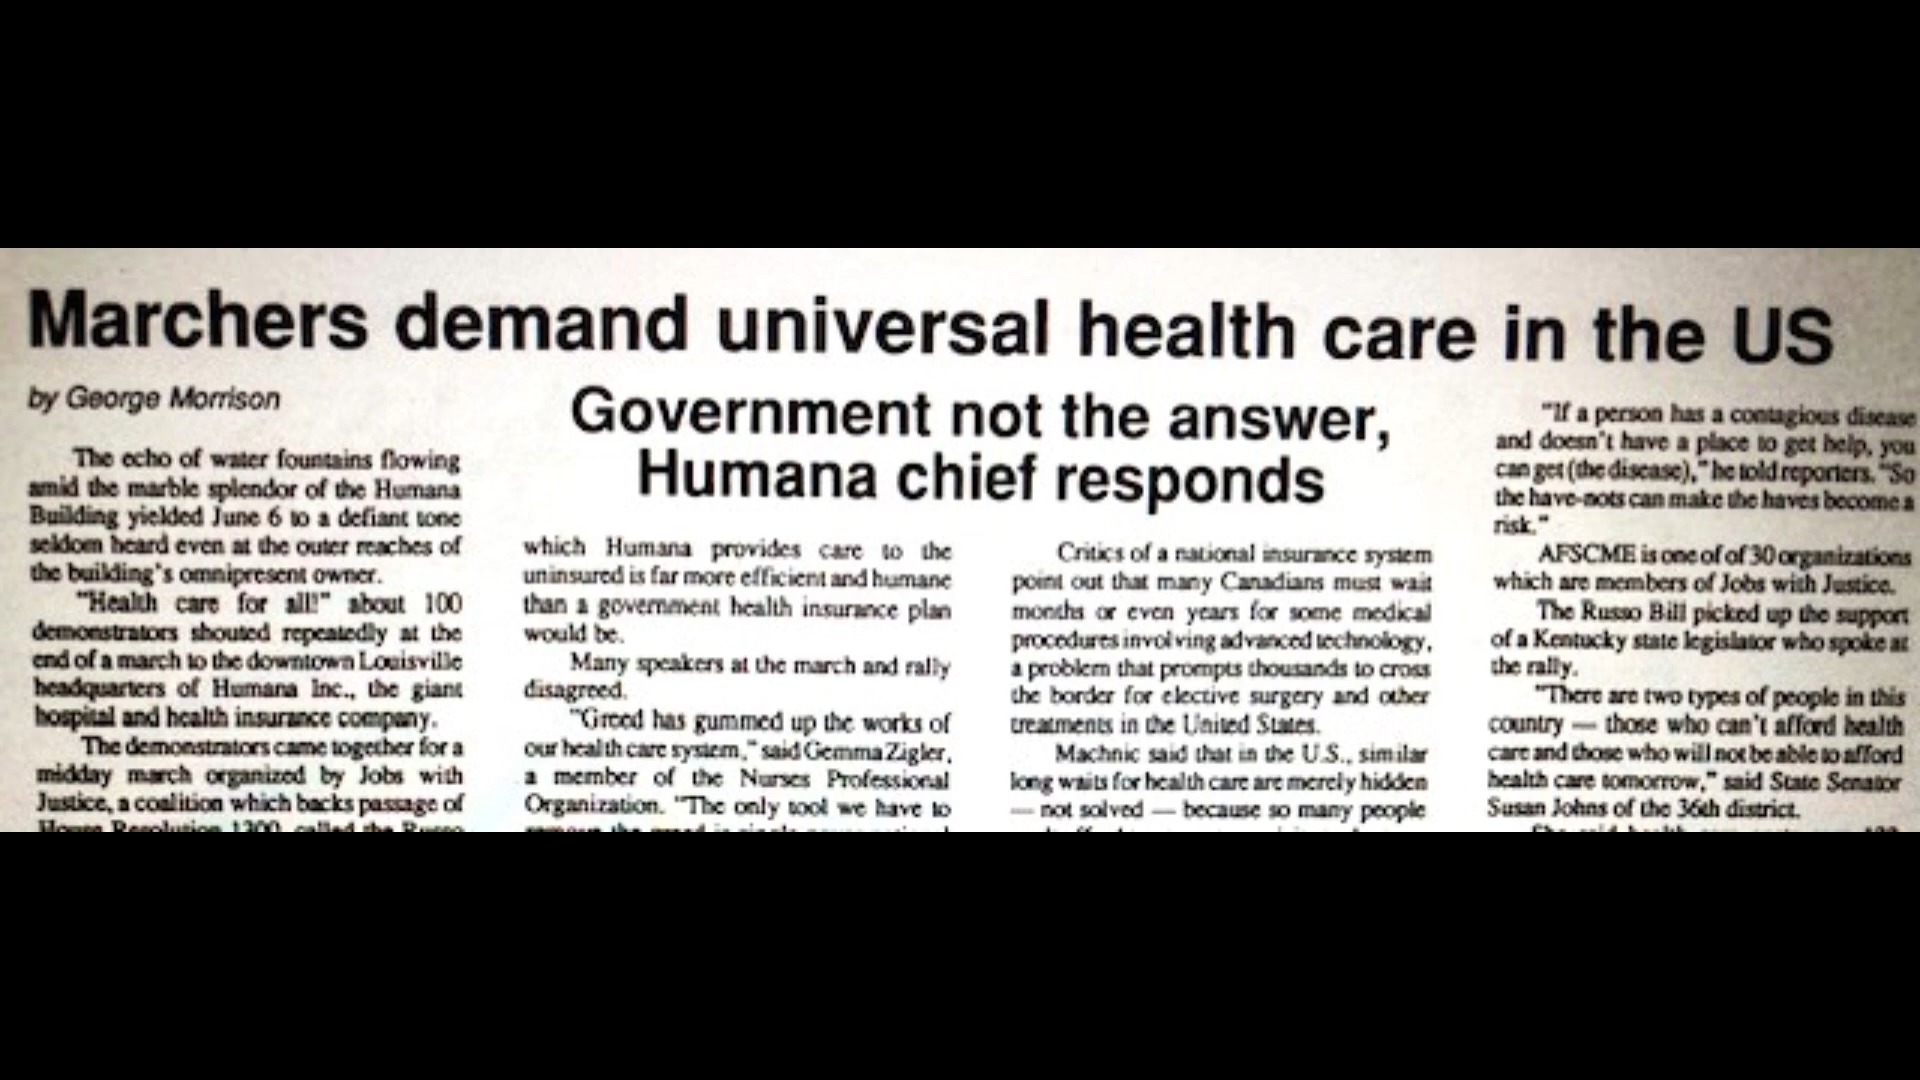 Marchers demand universal health care in the US
by George Morrison
The echo of water fountains flowing
amid the marble splendor of the Humana
Building yielded June 6 to a defiant tone
seldom heard even at the outer reaches of
the building's omnipresent owner.
"Health care for all!" about 100
demonstrators shouted repeatedly at the
end of a march to the downtown Louisville
headquarters of Humana Inc., the giant
hospital and health insurance company.
The demonstrators came together for a
midday march organized by Jobs with
Justice, a coalition which backs passage of
House Resolution 1300, called the Russo
Government not the answer,
Humana chief responds
which Humana provides care to the
uninsured is far more efficient and humane
than a government health insurance plan
would be.
Many speakers at the march and rally
disagreed.
"Greed has gummed up the works of
our health care system," said Gemma Zigler,
a member of the Nurses Professional
Organization. "The only tool we have to
Critics of a national insurance system
point out that many Canadians must wait
months or even years for some medical
procedures involving advanced technology,
a problem that prompts thousands to cross
the border for elective surgery and other
treatments in the United States.
Machnic said that in the U.S., similar
long waits for health care are merely hidden
— not solved — because so many people
"If a person has a contagious disease
and doesn't have a place to get help, you
can get (the disease)," he told reporters. "So
the have-nots can make the haves become a
risk."
AFSCME is one of of 30 organizations
which are members of Jobs with Justice.
The Russo Bill picked up the support
of a Kentucky state legislator who spoke at
the rally.
"There are two types of people in this
country — those who can't afford health
care and those who will not be able to afford
health care tomorrow," said State Senator
Susan Johns of the 36th district.